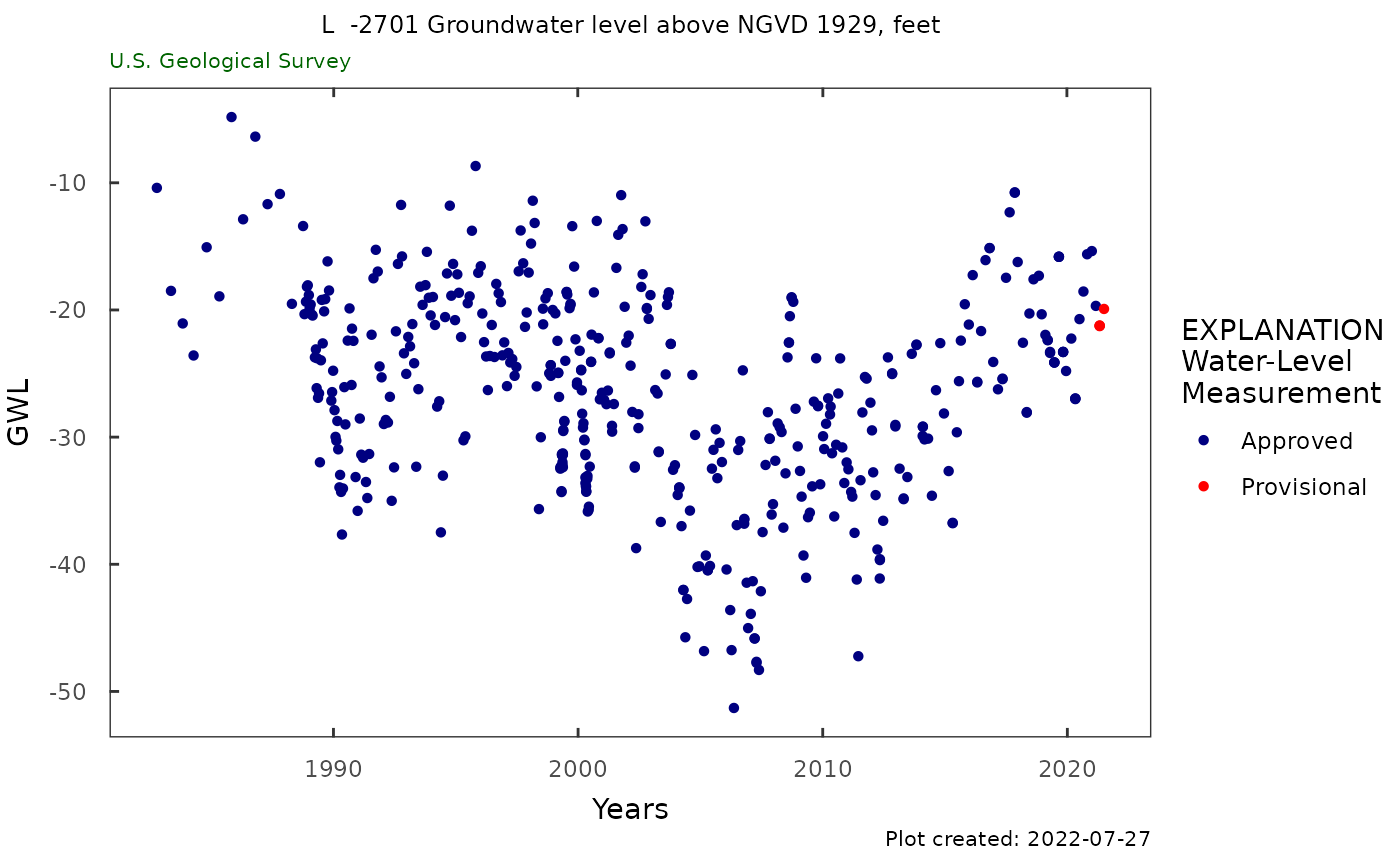 L  -2701 Groundwater level above NGVD 1929, feet
U.S. Geological Survey
GWL
-10
-20
-30
-40
-50
1990
2000
2010
2020
Years
EXPLANATION
Water-Level
Measurement
Approved
Provisional
Plot created: 2022-07-27